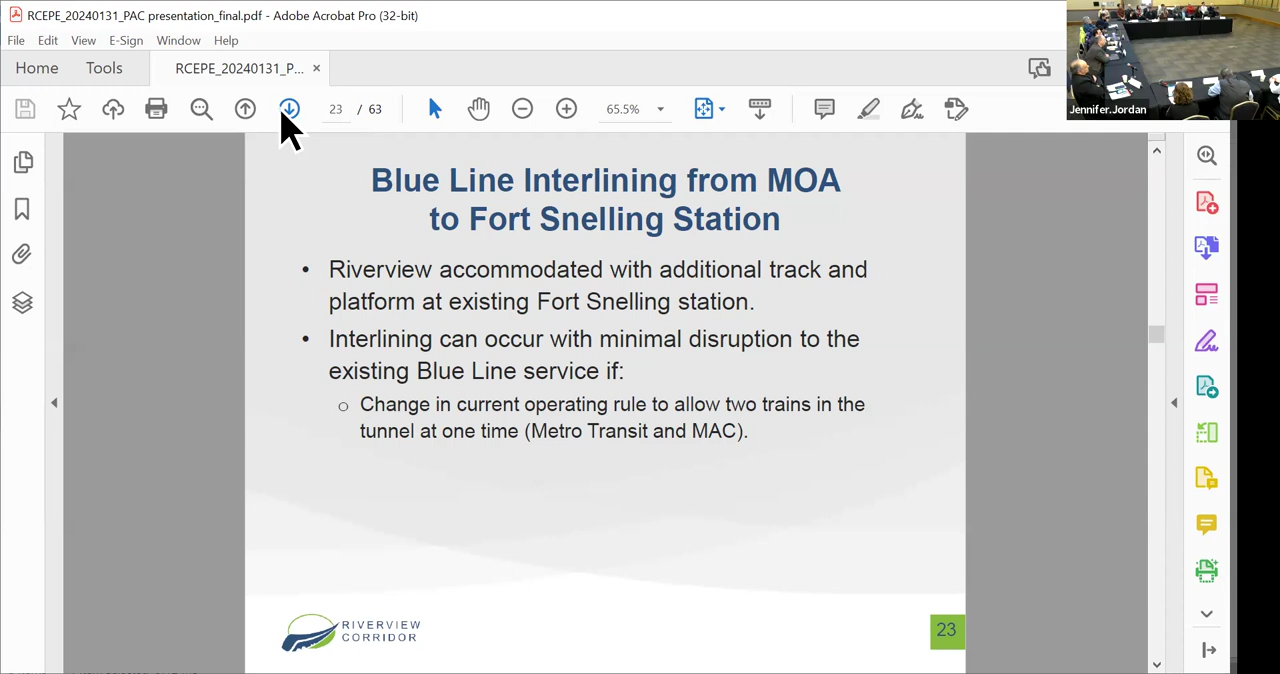 RCEPE_20240131_PAC presentation_final.pdf - Adobe Acrobat Pro (32-bit)
File Edit View E-Sign Window Help
Home Tools RCEPE_20240131_P... ×
23 / 63 65.5%
Jennifer.Jordan
Blue Line Interlining from MOA
to Fort Snelling Station
• Riverview accommodated with additional track and
platform at existing Fort Snelling station.
• Interlining can occur with minimal disruption to the
existing Blue Line service if:
○ Change in current operating rule to allow two trains in the
tunnel at one time (Metro Transit and MAC).
RIVERVIEW
CORRIDOR
23